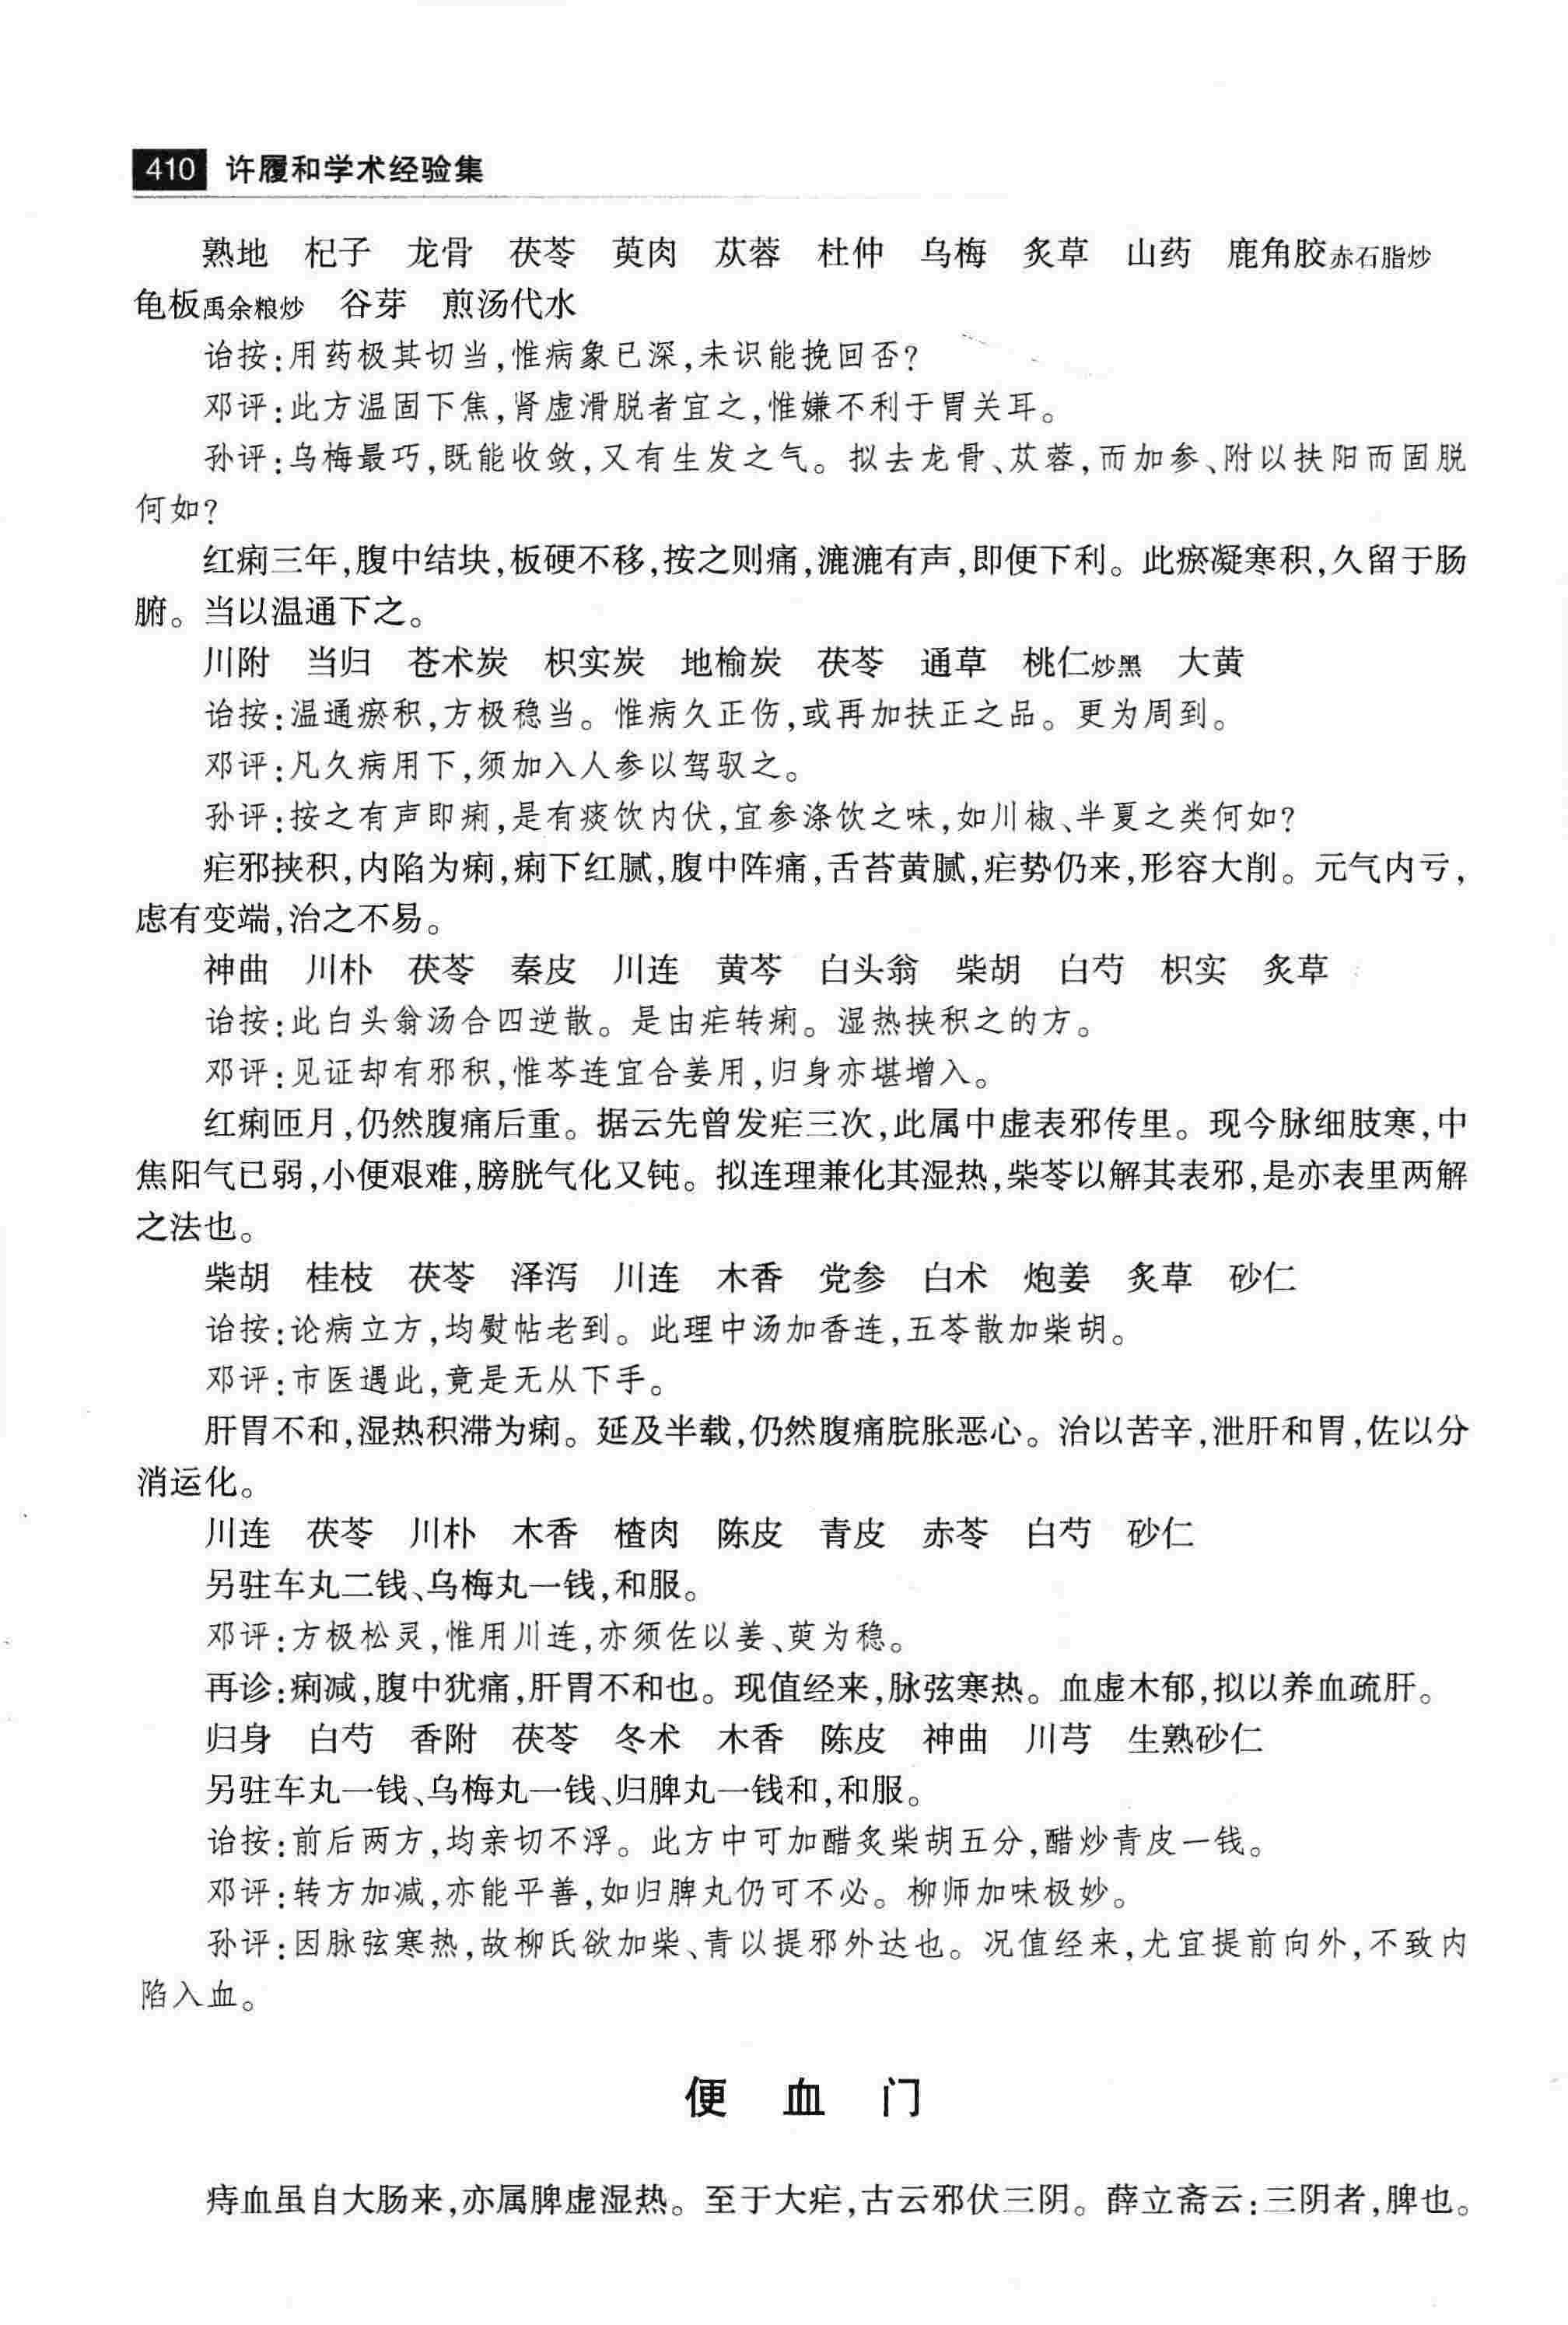 410 许履和学术经验集
熟地 杞子 龙骨 茯苓 萸肉 苁蓉 杜仲 乌梅 炙草 山药 鹿角胶赤石脂炒
龟板禹余粮炒 谷芽 煎汤代水
诒按:用药极其切当,惟病象已深,未识能挽回否?
邓评:此方温固下焦,肾虚滑脱者宜之,惟嫌不利于胃关耳。
孙评:乌梅最巧,既能收敛,又有生发之气。拟去龙骨、苁蓉,而加参、附以扶阳而固脱
何如?
红痢三年,腹中结块,板硬不移,按之则痛,漉漉有声,即便下利。此瘀凝寒积,久留于肠
腑。当以温通下之。
川附 当归 苍术炭 枳实炭 地榆炭 茯苓 通草 桃仁炒黑 大黄
诒按:温通瘀积,方极稳当。惟病久正伤,或再加扶正之品。更为周到。
邓评:凡久病用下,须加入人参以驾驭之。
孙评:按之有声即痢,是有痰饮内伏,宜参涤饮之味,如川椒、半夏之类何如?
疟邪挟积,内陷为痢,痢下红腻,腹中阵痛,舌苔黄腻,疟势仍来,形容大削。元气内亏,
虑有变端,治之不易。
神曲 川朴 茯苓 秦皮 川连 黄芩 白头翁 柴胡 白芍 枳实 炙草
诒按:此白头翁汤合四逆散。是由疟转痢。湿热挟积之的方。
邓评:见证却有邪积,惟芩连宜合姜用,归身亦堪增入。
红痢匝月,仍然腹痛后重。据云先曾发疟三次,此属中虚表邪传里。现今脉细肢寒,中
焦阳气已弱,小便艰难,膀胱气化又钝。拟连理兼化其湿热,柴苓以解其表邪,是亦表里两解
之法也。
柴胡 桂枝 茯苓 泽泻 川连 木香 党参 白术 炮姜 炙草 砂仁
诒按:论病立方,均熨帖老到。此理中汤加香连,五苓散加柴胡。
邓评:市医遇此,竟是无从下手。
肝胃不和,湿热积滞为痢。延及半载,仍然腹痛脘胀恶心。治以苦辛,泄肝和胃,佐以分
消运化。
川连 茯苓 川朴 木香 楂肉 陈皮 青皮 赤苓 白芍 砂仁
另驻车丸二钱、乌梅丸一钱,和服。
邓评:方极松灵,惟用川连,亦须佐以姜、萸为稳。
再诊:痢减,腹中犹痛,肝胃不和也。现值经来,脉弦寒热。血虚木郁,拟以养血疏肝。
归身 白芍 香附 茯苓 冬术 木香 陈皮 神曲 川芎 生熟砂仁
另驻车丸一钱、乌梅丸一钱、归脾丸一钱和,和服。
诒按:前后两方,均亲切不浮。此方中可加醋炙柴胡五分,醋炒青皮一钱。
邓评:转方加减,亦能平善,如归脾丸仍可不必。柳师加味极妙。
孙评:因脉弦寒热,故柳氏欲加柴、青以提邪外达也。况值经来,尤宜提前向外,不致内
陷入血。
便血门
痔血虽自大肠来,亦属脾虚湿热。至于大疟,古云邪伏三阴。薛立斋云:三阴者,脾也。